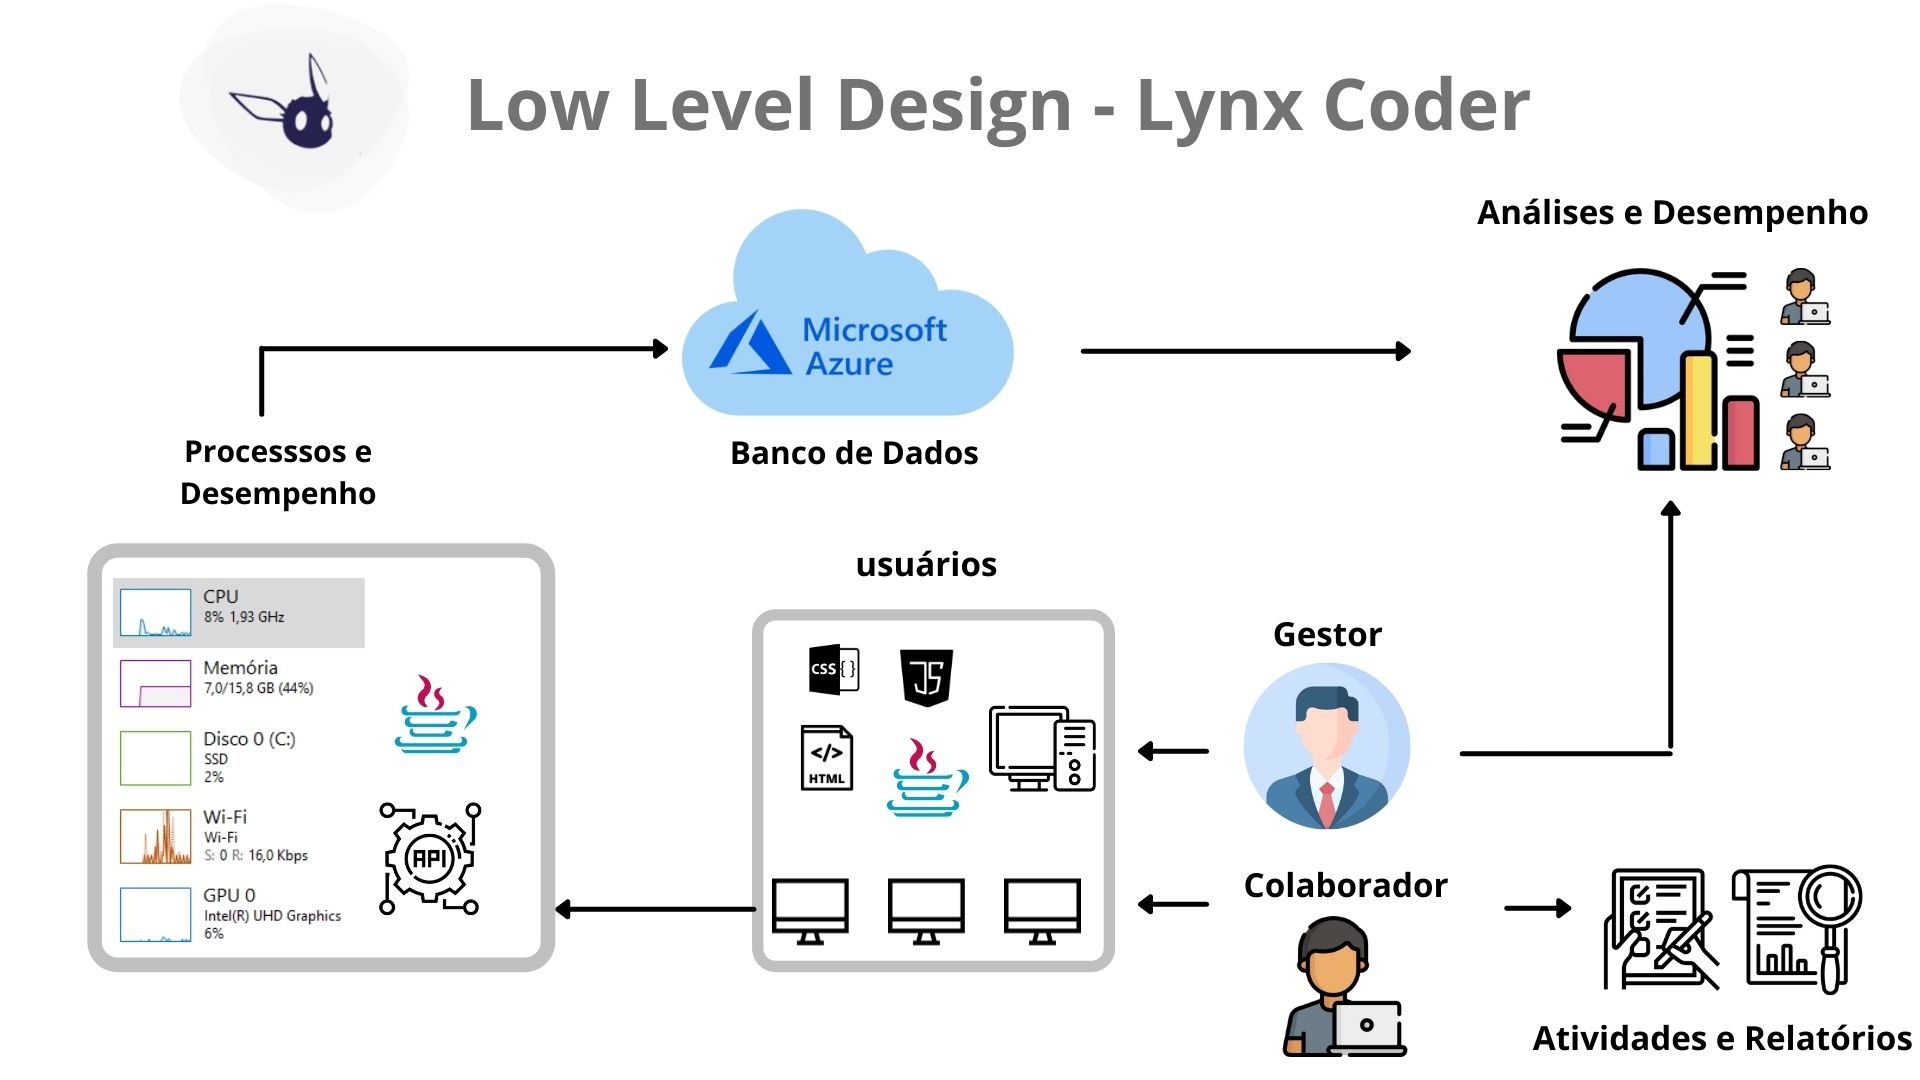 Low Level Design - Lynx Coder
Análises e Desempenho
Microsoft
Azure
Banco de Dados
Processsos e
Desempenho
CPU
8% 1,93 GHz
Memória
7,0/15,8 GB (44%)
Disco 0 (C:)
SSD
2%
Wi-Fi
Wi-Fi
S: 0 R: 16,0 Kbps
GPU 0
Intel(R) UHD Graphics
6%
API
usuários
CSS {}
JS
</>
HTML
Gestor
Colaborador
Atividades e Relatórios